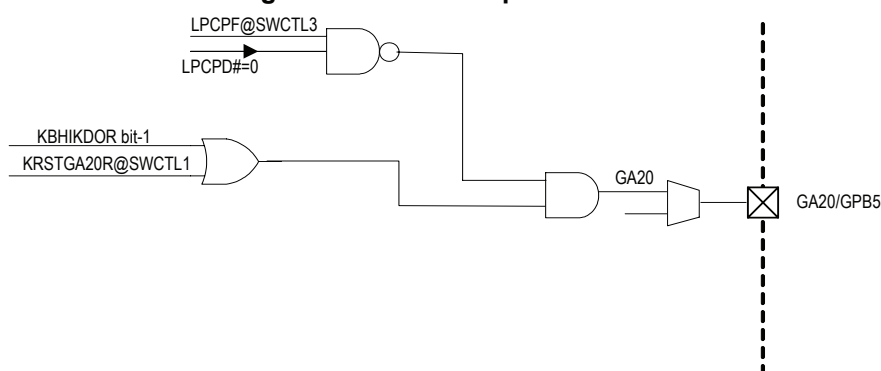 LPCPF@SWCTL3
LPCPD#=0
KBHIKDOR bit-1
KRSTGA20R@SWCTL1
GA20
GA20/GPB5